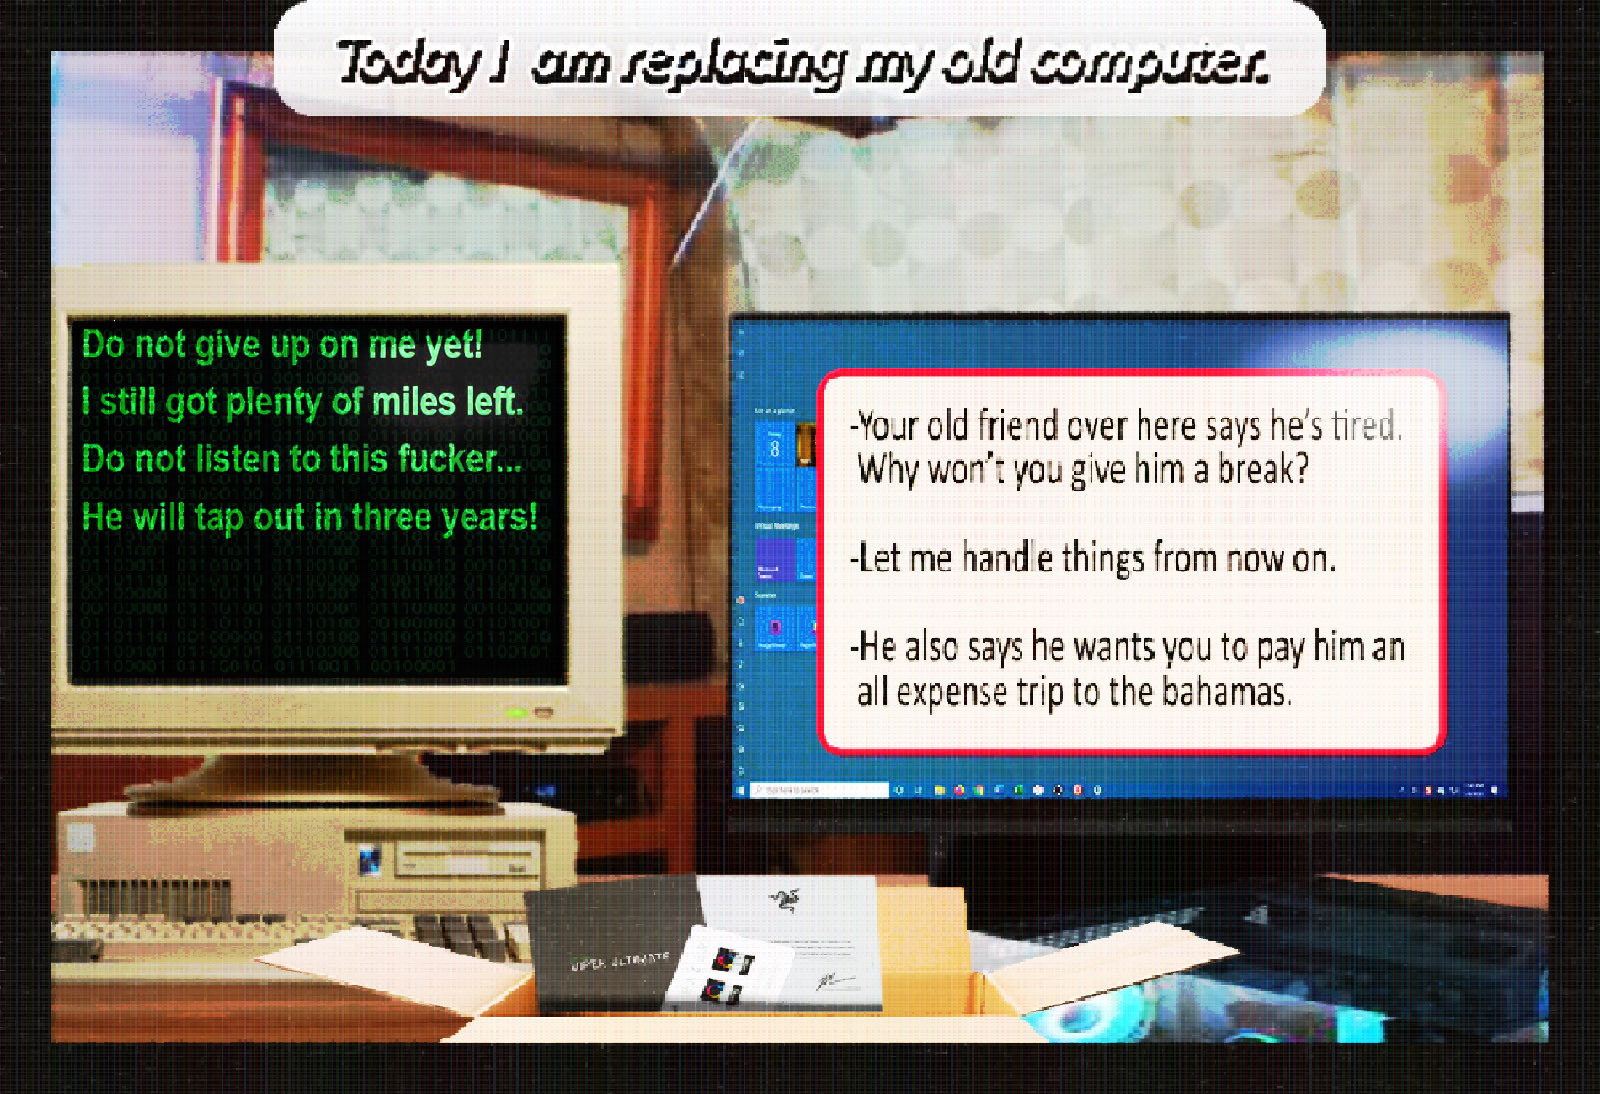 Today I am replacing my old computer.
Do not give up on me yet!
I still got plenty of miles left.
Do not listen to this fucker...
He will tap out in three years!
-Your old friend over here says he's tired.
Why won't you give him a break?
-Let me handle things from now on.
-He also says he wants you to pay him an
all expense trip to the bahamas.
8
VIPER ULTIMATE